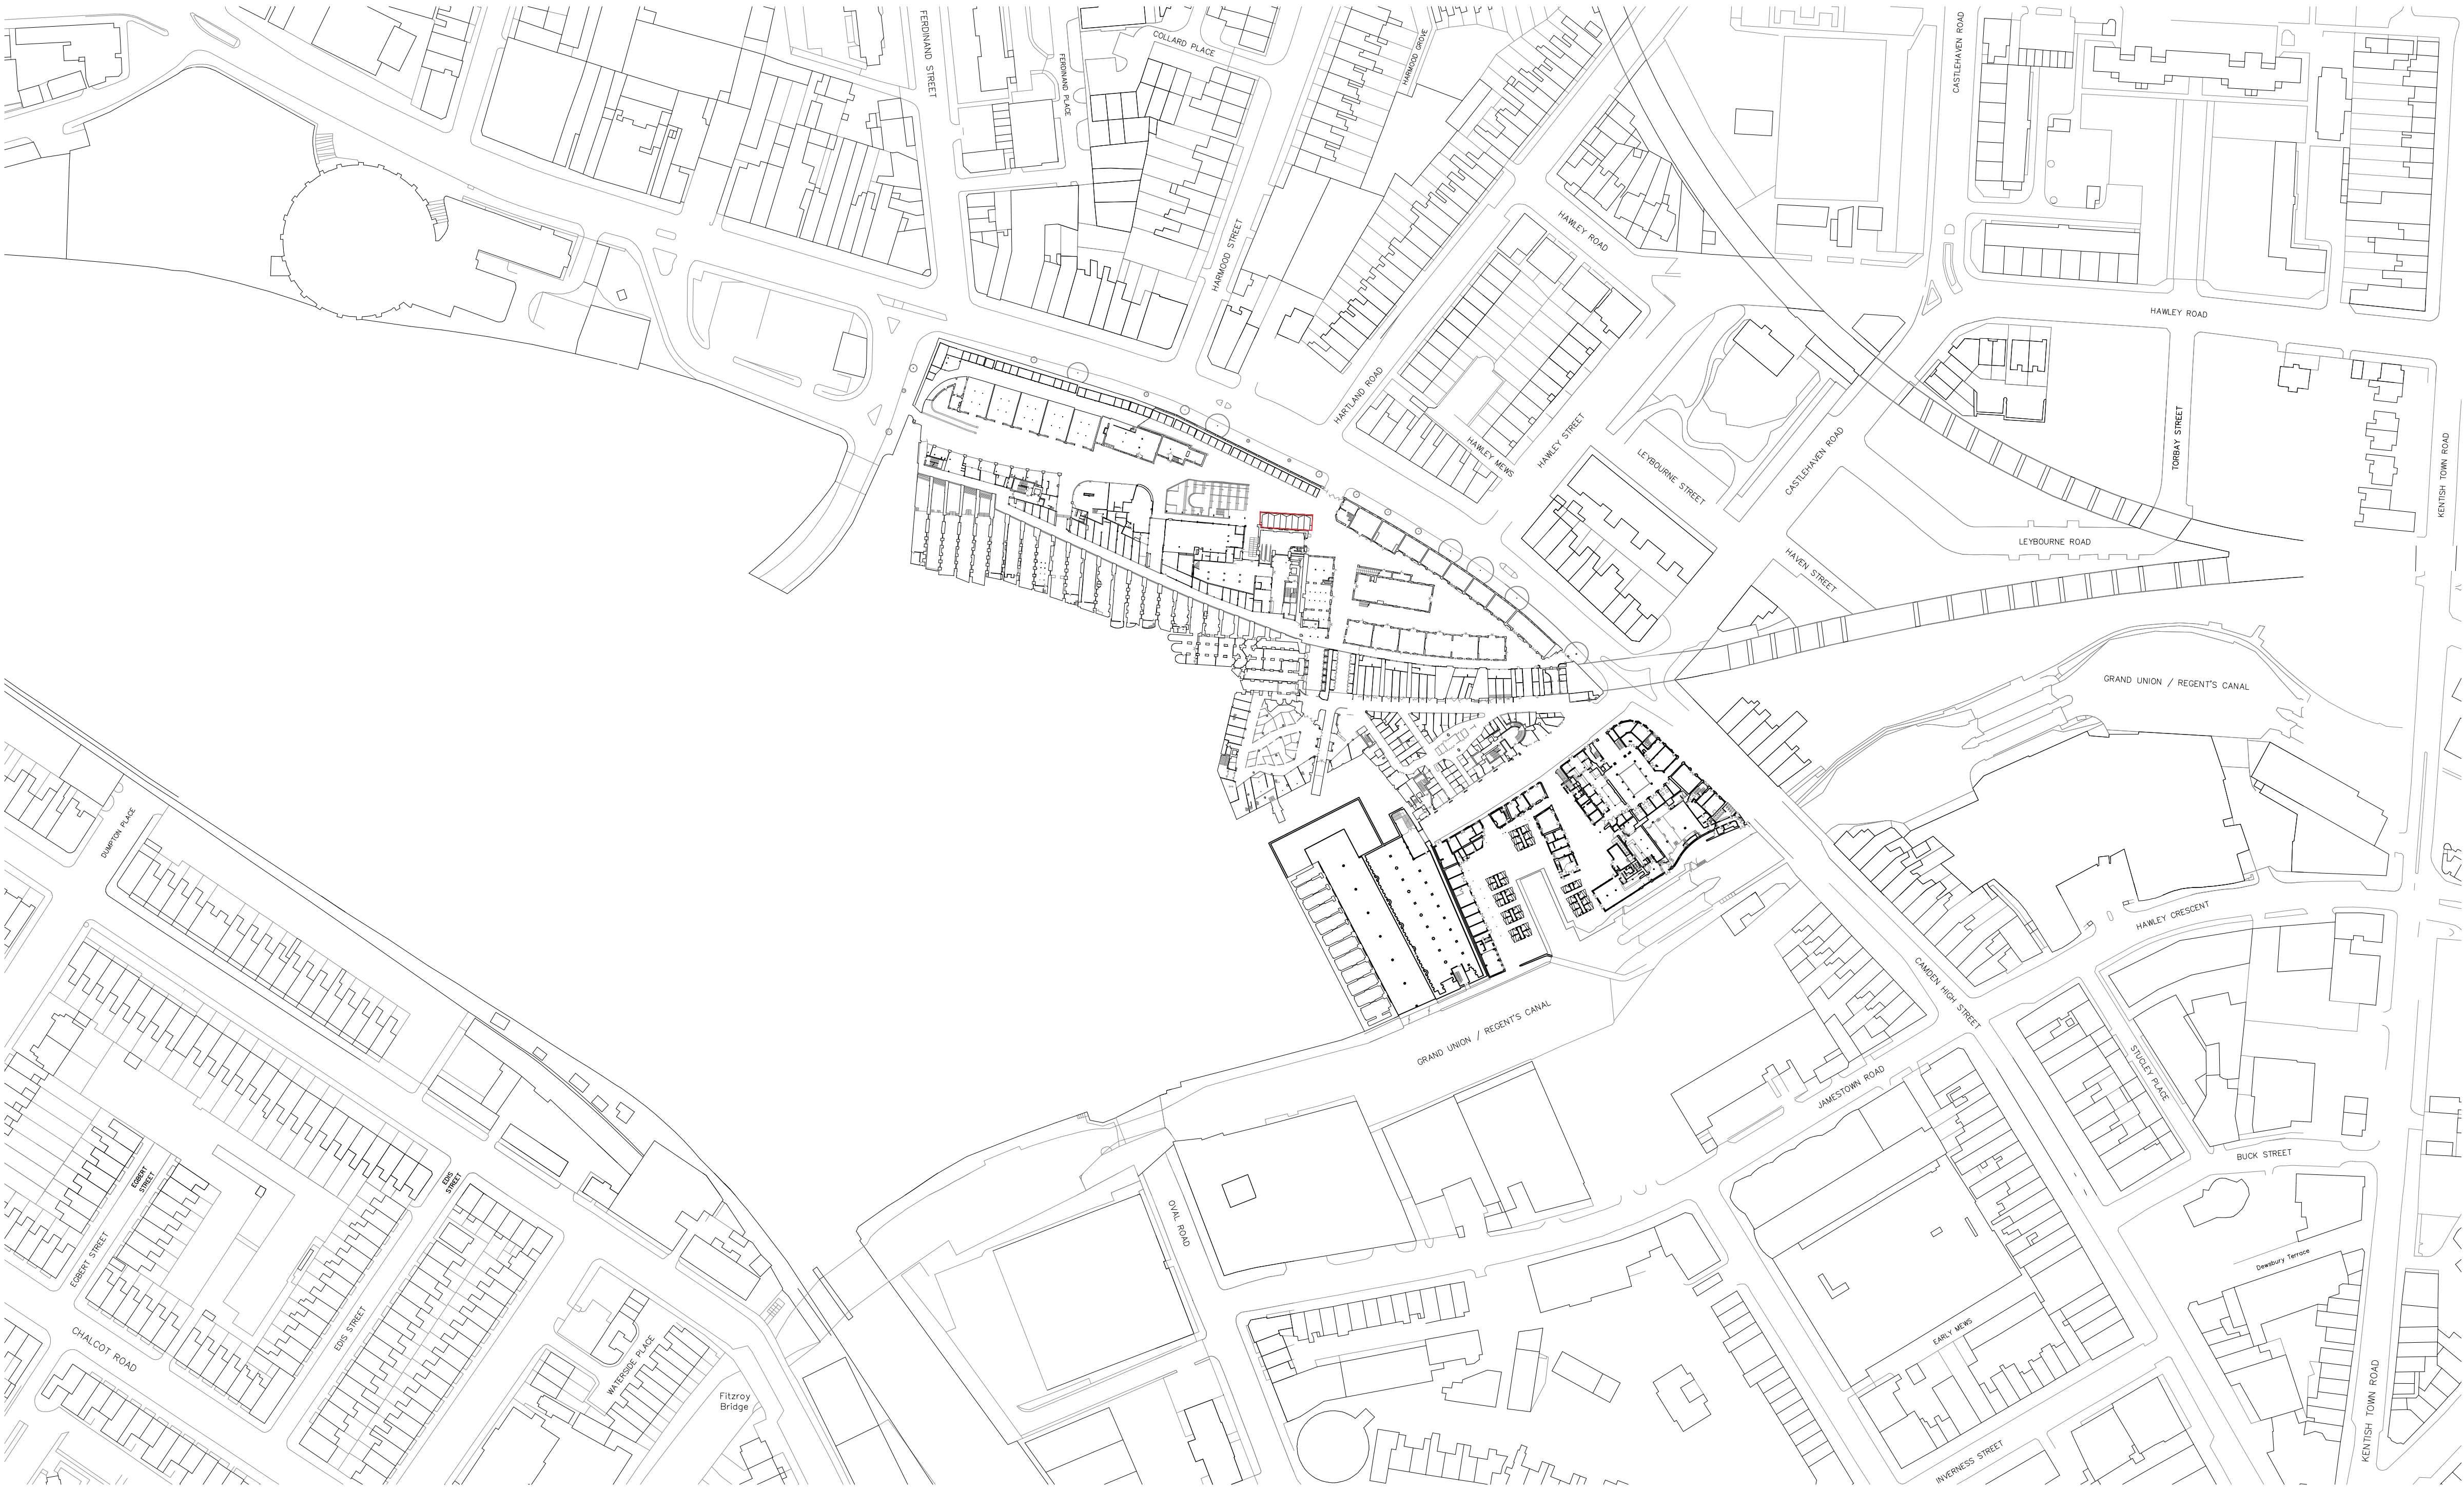 FERDINAND STREET
FERDINAND PLACE
COLLARD PLACE
HARMOOD GROVE
CASTLEHAVEN ROAD
HARMOOD STREET
HAWLEY ROAD
HAWLEY ROAD
HARTLAND ROAD
HAWLEY MEWS
HAWLEY STREET
LEYBOURNE STREET
CASTLEHAVEN ROAD
TORBAY STREET
KENTISH TOWN ROAD
LEYBOURNE ROAD
HAVEN STREET
GRAND UNION / REGENT'S CANAL
DUMPTON PLACE
HAWLEY CRESCENT
CAMDEN HIGH STREET
GRAND UNION / REGENT'S CANAL
STUCLEY PLACE
JAMESTOWN ROAD
BUCK STREET
EGBERT
STREET
EDIS
STREET
OVAL ROAD
EGBERT STREET
Dewsbury Terrace
EDIS STREET
CHALCOT ROAD
WATERSIDE PLACE
EARLY MEWS
Fitzroy
Bridge
KENTISH TOWN ROAD
INVERNESS STREET